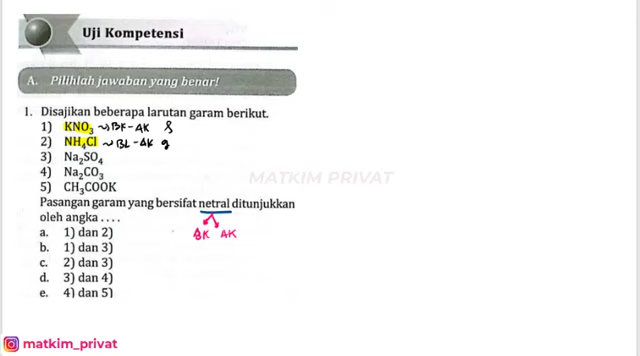 Uji Kompetensi
A. Pilihlah jawaban yang benar!
1. Disajikan beberapa larutan garam berikut.
1) KNO₃ ~> BK - AK
2) NH₄Cl ~ BL - AK
3) Na₂SO₄
4) Na₂CO₃
5) CH₃COOK
MATKIM PRIVAT
Pasangan garam yang bersifat netral ditunjukkan
oleh angka . . . .
BK AK
a. 1) dan 2)
b. 1) dan 3)
c. 2) dan 3)
d. 3) dan 4)
e. 4) dan 5)
matkim_privat